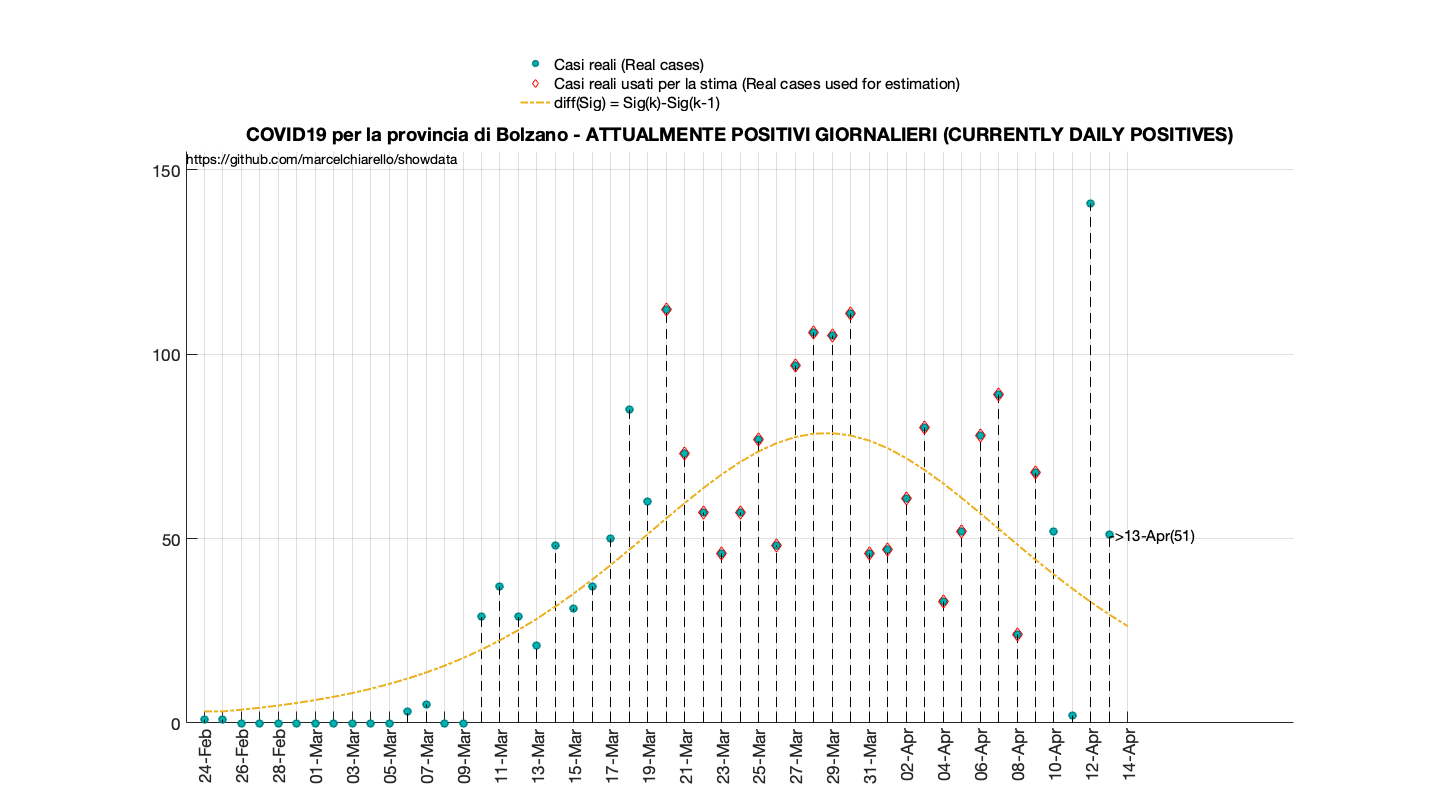 Casi reali (Real cases)
Casi reali usati per la stima (Real cases used for estimation)
diff(Sig) = Sig(k)-Sig(k-1)
COVID19 per la provincia di Bolzano - ATTUALMENTE POSITIVI GIORNALIERI (CURRENTLY DAILY POSITIVES)
https://github.com/marcelchiarello/showdata
150
100
50
0
->13-Apr(51)
24-Feb
26-Feb
28-Feb
01-Mar
03-Mar
05-Mar
07-Mar
09-Mar
11-Mar
13-Mar
15-Mar
17-Mar
19-Mar
21-Mar
23-Mar
25-Mar
27-Mar
29-Mar
31-Mar
02-Apr
04-Apr
06-Apr
08-Apr
10-Apr
12-Apr
14-Apr